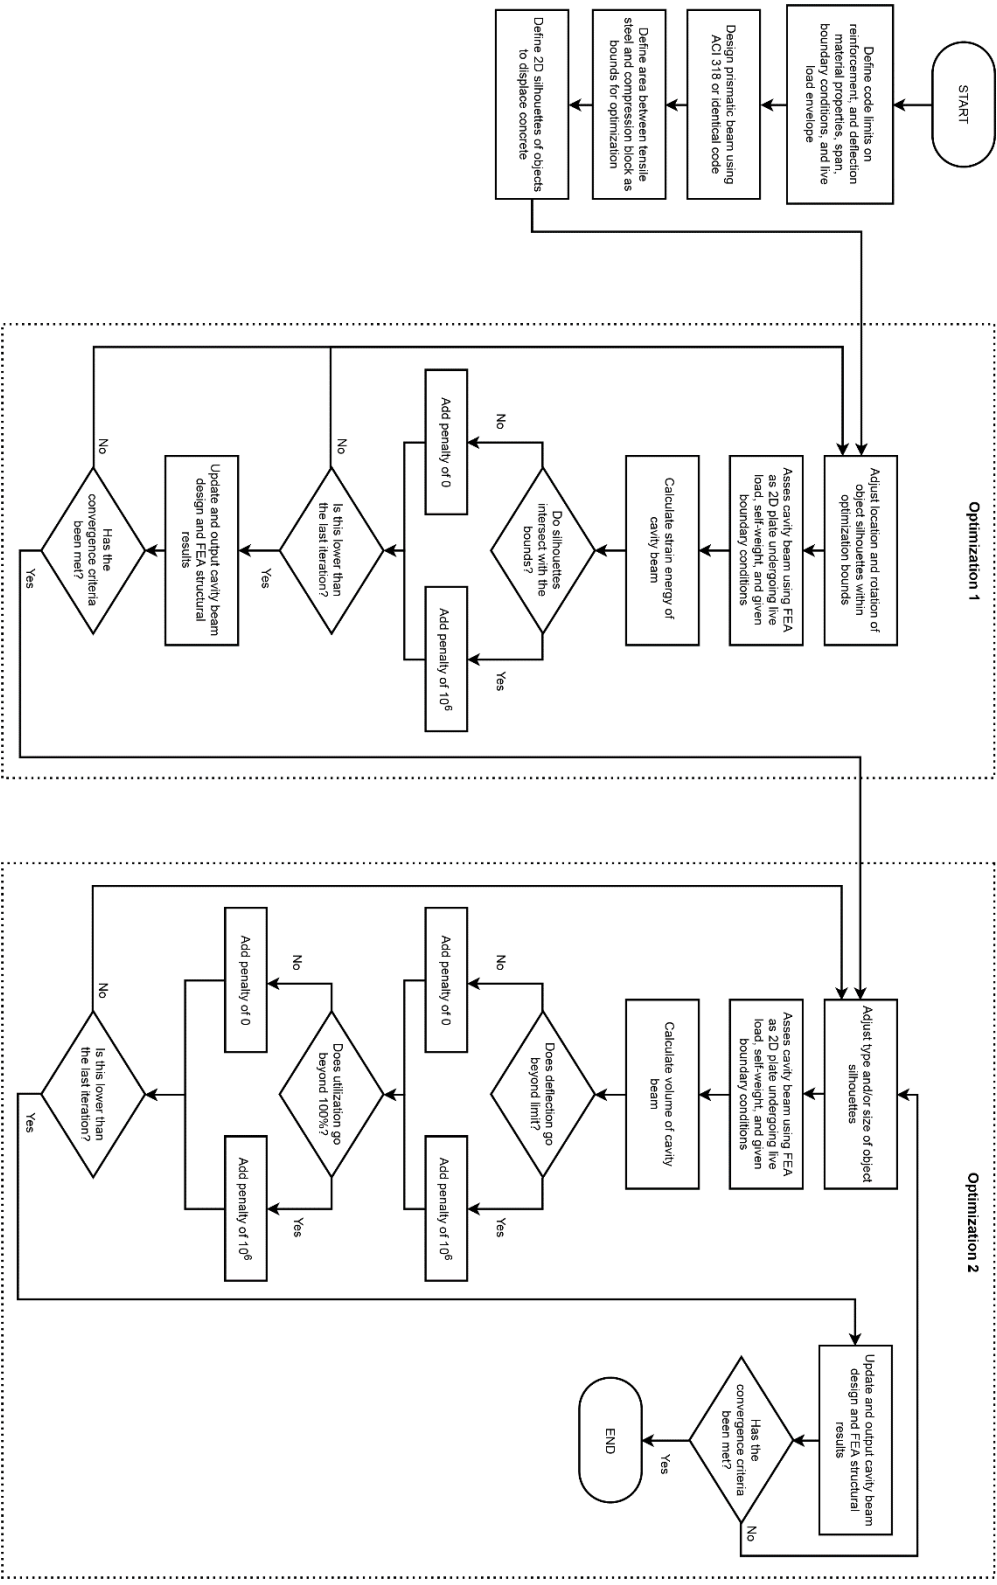 START
Define code limits on
reinforcement, and deflection
material properties, span,
boundary conditions, and live
load envelope
Design prismatic beam using
ACI 318 or identical code
Define area between tensile
steel and compression block as
bounds for optimization
Define 2D silhouettes of objects
to displace concrete
Optimization 1
Adjust location and rotation of
object silhouettes within
optimization bounds
Asses cavity beam using FEA
as 2D plate undergoing live
load, self-weight, and given
boundary conditions
Calculate strain energy of
cavity beam
Do silhouettes
intersect with the
bounds?
No
Yes
Add penalty of 0
Add penalty of 10⁶
Is this lower than
the last iteration?
No
Yes
Update and output cavity beam
design and FEA structural
results
Has the
convergence criteria
been met?
No
Yes
Optimization 2
Adjust type and/or size of object
silhouettes
Asses cavity beam using FEA
as 2D plate undergoing live
load, self-weight, and given
boundary conditions
Calculate volume of cavity
beam
Does deflection go
beyond limit?
No
Yes
Add penalty of 0
Add penalty of 10⁶
Does utilization go
beyond 100%?
No
Yes
Add penalty of 0
Add penalty of 10⁶
Is this lower than
the last iteration?
No
Yes
Update and output cavity beam
design and FEA structural
results
Has the
convergence criteria
been met?
No
Yes
END